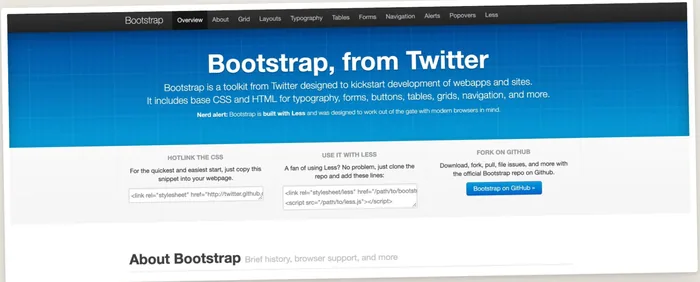 Bootstrap Overview About Grid Layouts Typography Tables Forms Navigation Alerts Popovers Less
Bootstrap, from Twitter
Bootstrap is a toolkit from Twitter designed to kickstart development of webapps and sites.
It includes base CSS and HTML for typography, forms, buttons, tables, grids, navigation, and more.
Nerd alert: Bootstrap is built with Less and was designed to work out of the gate with modern browsers in mind.
HOTLINK THE CSS
For the quickest and easiest start, just copy this
snippet into your webpage.
<link rel="stylesheet" href="http://twitter.github.c
USE IT WITH LESS
A fan of using Less? No problem, just clone the
repo and add these lines:
<link rel="stylesheet/less" href="/path/to/bootst
<script src="/path/to/less.js"></script>
FORK ON GITHUB
Download, fork, pull, file issues, and more with
the official Bootstrap repo on Github.
Bootstrap on GitHub »
About Bootstrap Brief history, browser support, and more